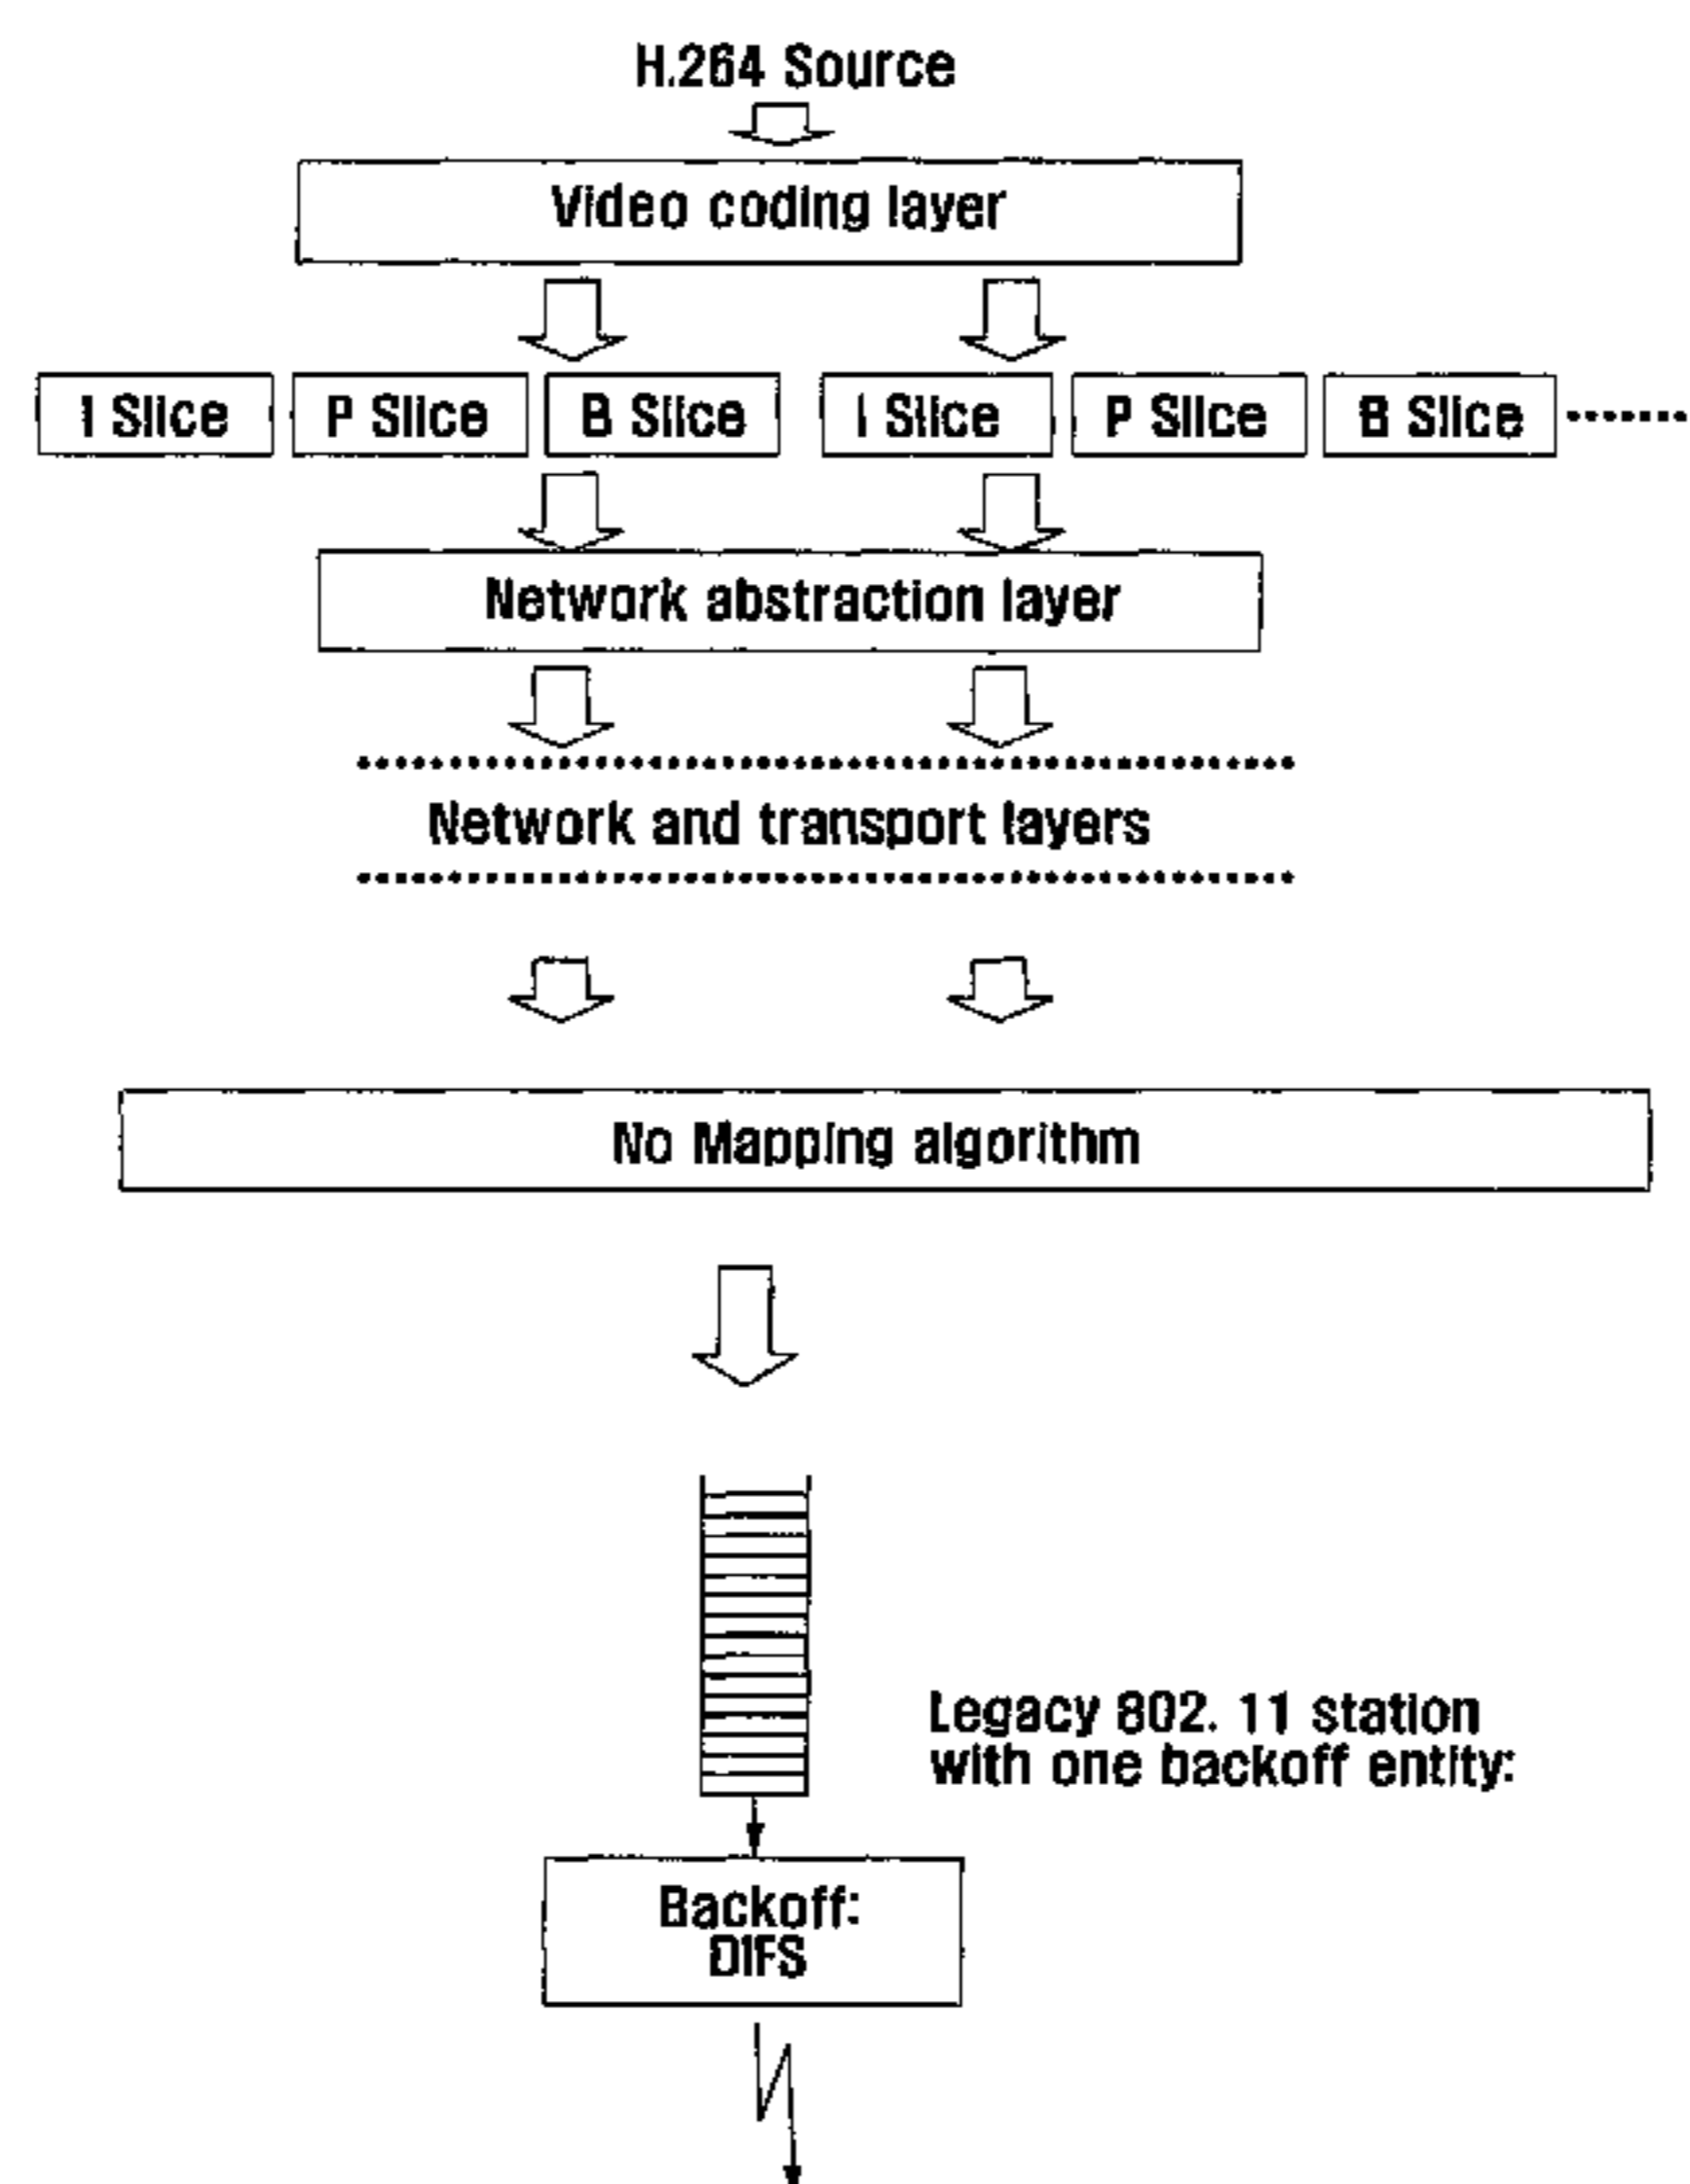 H.264 Source
Video coding layer
I Slice P Slice B Slice I Slice P Slice B Slice
Network abstraction layer
Network and transport layers
No Mapping algorithm
Legacy 802. 11 station
with one backoff entity:
Backoff:
DIFS